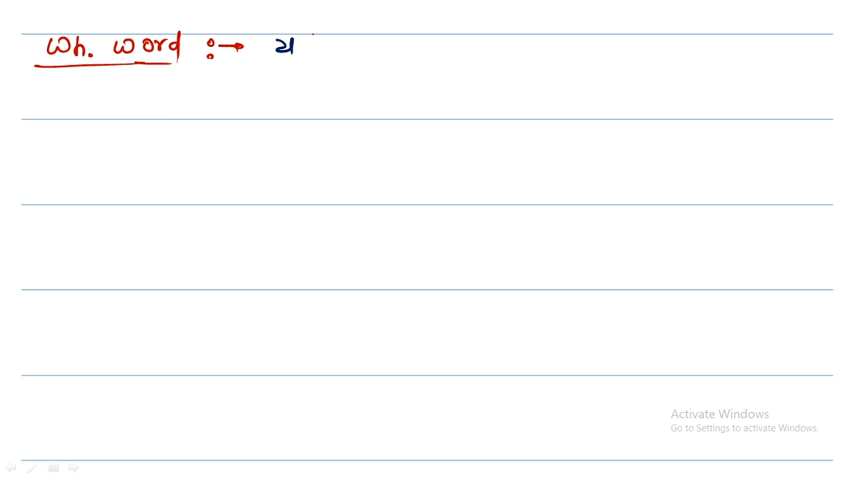 Wh. word :→ य
Activate Windows
Go to Settings to activate Windows.